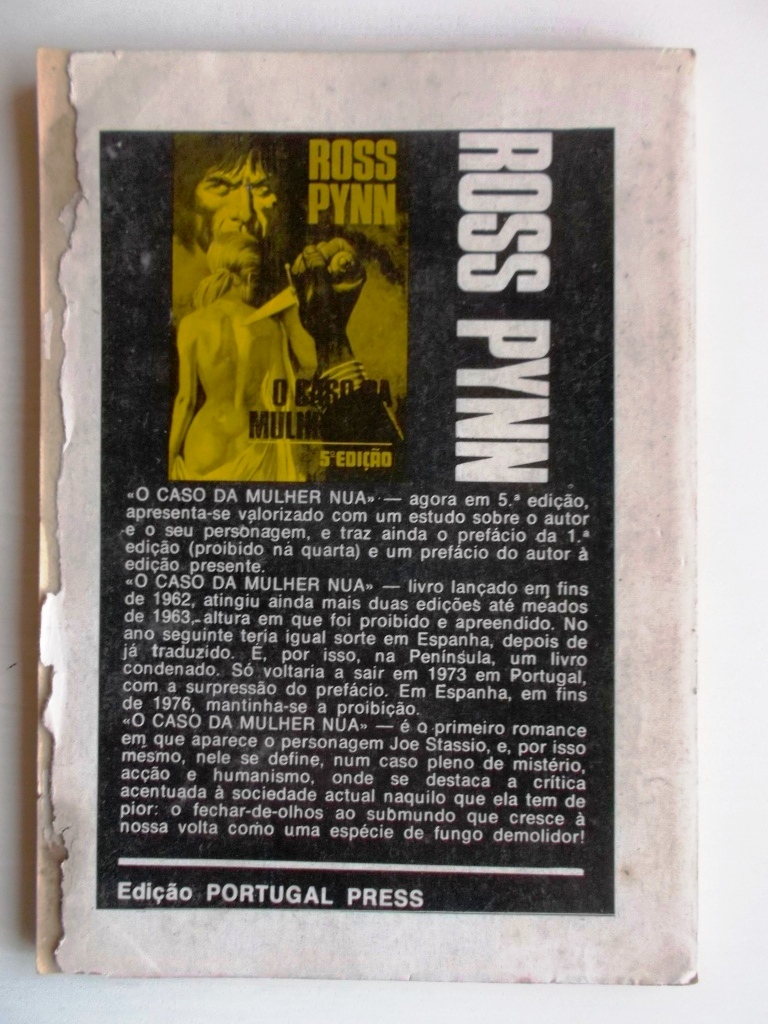 ROSS
PYNN
O CASO DA
MULH
5ª EDIÇÃO
ROSS PYNN
«O CASO DA MULHER NUA» — agora em 5.ª edição,
apresenta-se valorizado com um estudo sobre o autor
e o seu personagem, e traz ainda o prefácio da 1.ª
edição (proibido na quarta) e um prefácio do autor à
edição presente.
«O CASO DA MULHER NUA» — livro lançado em fins
de 1962, atingiu ainda mais duas edições até meados
de 1963, altura em que foi proibido e apreendido. No
ano seguinte teria igual sorte em Espanha, depois de
já traduzido. É, por isso, na Península, um livro
condenado. Só voltaria a sair em 1973 em Portugal,
com a surpressão do prefácio. Em Espanha, em fins
de 1976, mantinha-se a proibição.
«O CASO DA MULHER NUA» — é o primeiro romance
em que aparece o personagem Joe Stassio, e, por isso
mesmo, nele se define, num caso pleno de mistério,
acção e humanismo, onde se destaca a crítica
acentuada à sociedade actual naquilo que ela tem de
pior: o fechar-de-olhos ao submundo que cresce à
nossa volta como uma espécie de fungo demolidor!
Edição PORTUGAL PRESS